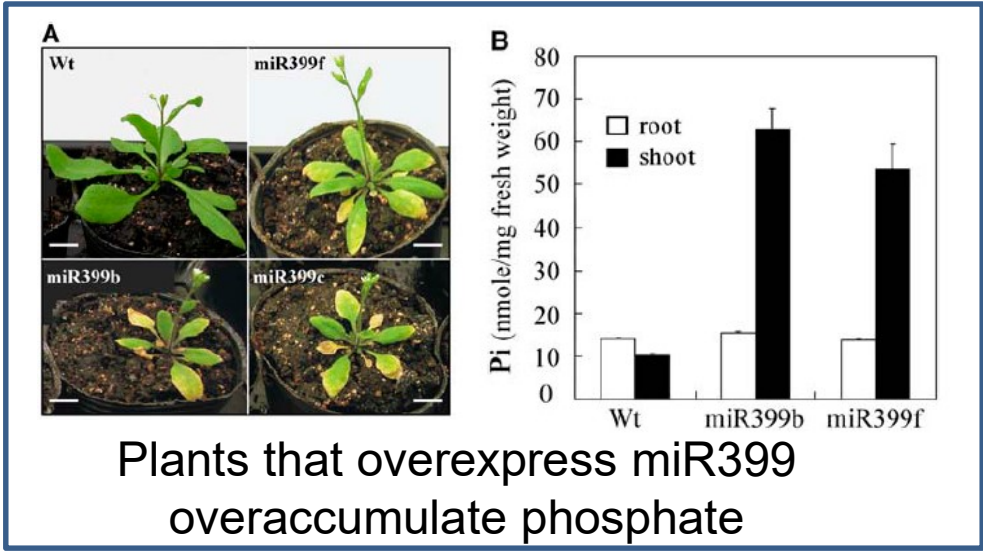 A
Wt
miR399f
miR399b
miR399c
B
80
70
60
50
40
30
20
10
0
Pi (nmole/mg fresh weight)
root
shoot
Wt miR399b miR399f
Plants that overexpress miR399
overaccumulate phosphate